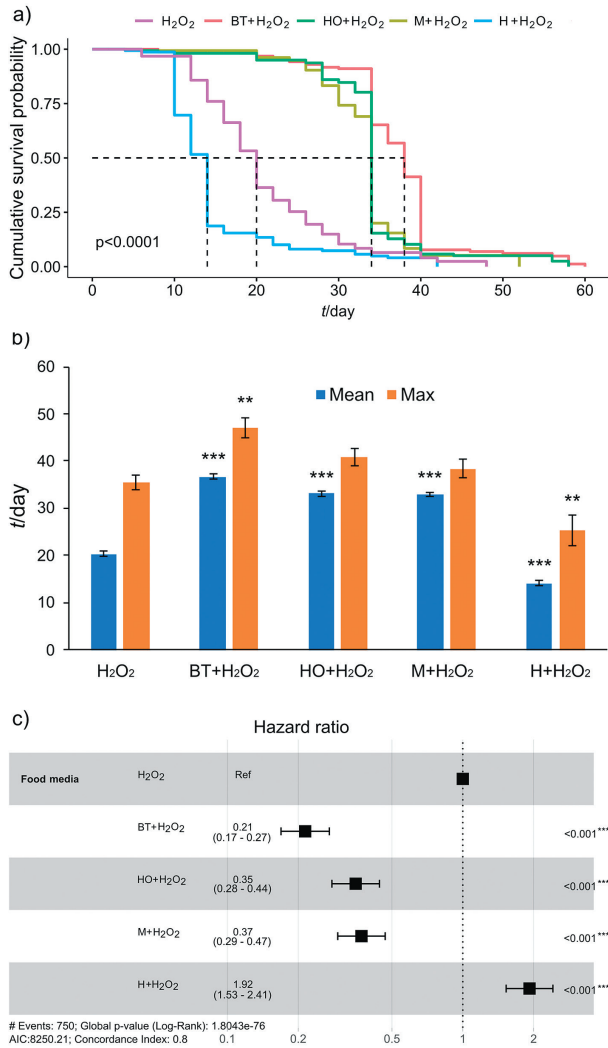 a)
H2O2 BT+H2O2 HO+H2O2 M+H2O2 H+H2O2
Cumulative survival probability
1.00
0.75
0.50
0.25
0.00
p<0.0001
0 10 20 30 40 50 60
t/day
b)
60
50
40
30
20
10
0
t/day
Mean Max
*** ** *** *** *** **
H2O2 BT+H2O2 HO+H2O2 M+H2O2 H+H2O2
c)
Hazard ratio
Food media H2O2 Ref
BT+H2O2 0.21 (0.17 - 0.27) <0.001***
HO+H2O2 0.35 (0.28 - 0.44) <0.001***
M+H2O2 0.37 (0.29 - 0.47) <0.001***
H+H2O2 1.92 (1.53 - 2.41) <0.001***
# Events: 750; Global p-value (Log-Rank): 1.8043e-76
AIC:8250.21; Concordance Index: 0.8
0.1 0.2 0.5 1 2